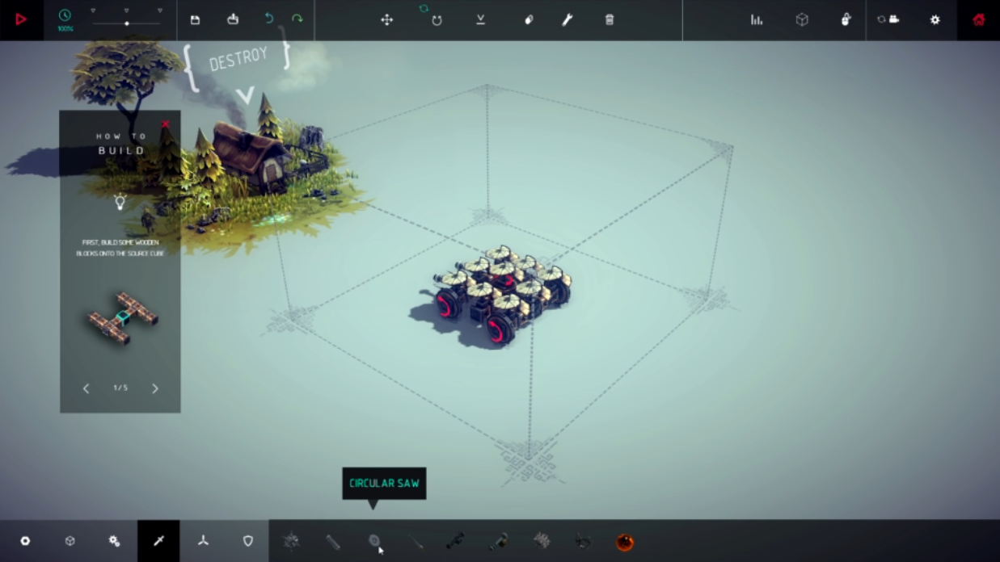 100%
{ DESTROY }
HOW TO
BUILD
FIRST, BUILD SOME WOODEN
BLOCKS ONTO THE SOURCE CUBE
1/5
CIRCULAR SAW